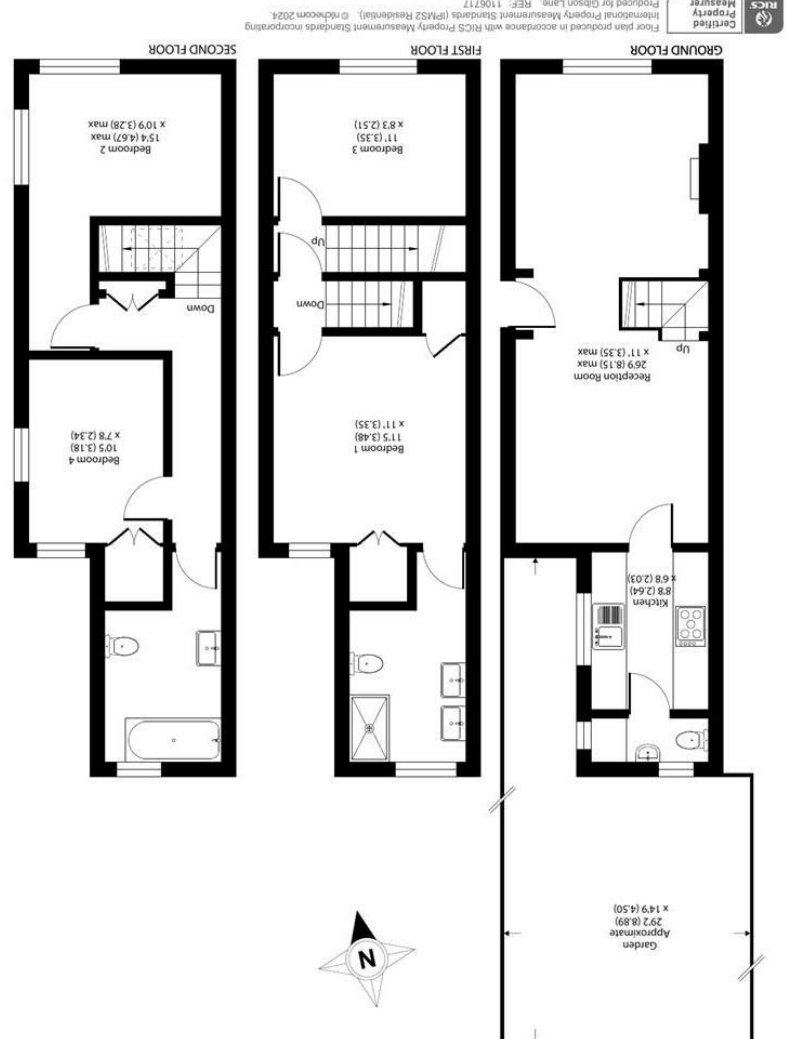 Garden
Approximate
29'2 (8.89)
x 14'9 (4.50)
N
Kitchen
8'8 (2.64)
x 6'8 (2.03)
Up
Reception Room
26'9 (8.15) max
x 11' (3.35) max
GROUND FLOOR
Bedroom 1
11'5 (3.48)
x 11' (3.35)
Down
Up
Bedroom 3
11' (3.35)
x 8'3 (2.51)
FIRST FLOOR
Bedroom 4
10'5 (3.18)
x 7'8 (2.34)
Down
Bedroom 2
15'4 (4.67) max
x 10'9 (3.28) max
SECOND FLOOR
RICS
Certified
Property
Measurer
Floor plan produced in accordance with RICS Property Measurement Standards incorporating
International Property Measurement Standards (IPMS2 Residential). © nichecom 2024.
Produced for Gibson Lane. REF: 1106717